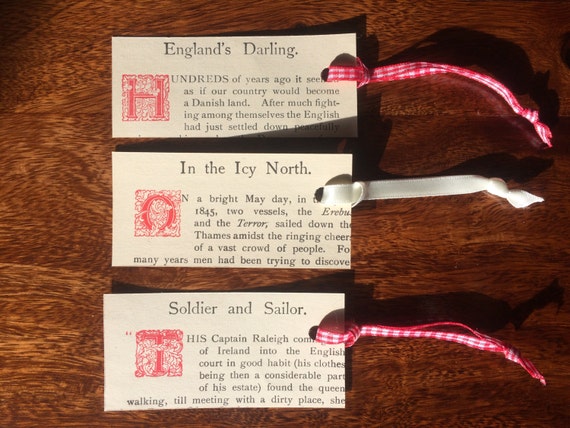 England's Darling.
HUNDREDS of years ago it
as if our country would become
a Danish land. After much fight-
ing among themselves the English
had just settled down peacefully
In the Icy North.
ON a bright May day, in
1845, two vessels, the Erebu
and the Terror, sailed down the
Thames amidst the ringing cheers
of a vast crowd of people. Fo
many years men had been trying to discove
Soldier and Sailor.
"THIS Captain Raleigh com
of Ireland into the English
court in good habit (his clothes
being then a considerable part
of his estate) found the queen
walking, till meeting with a dirty place, she